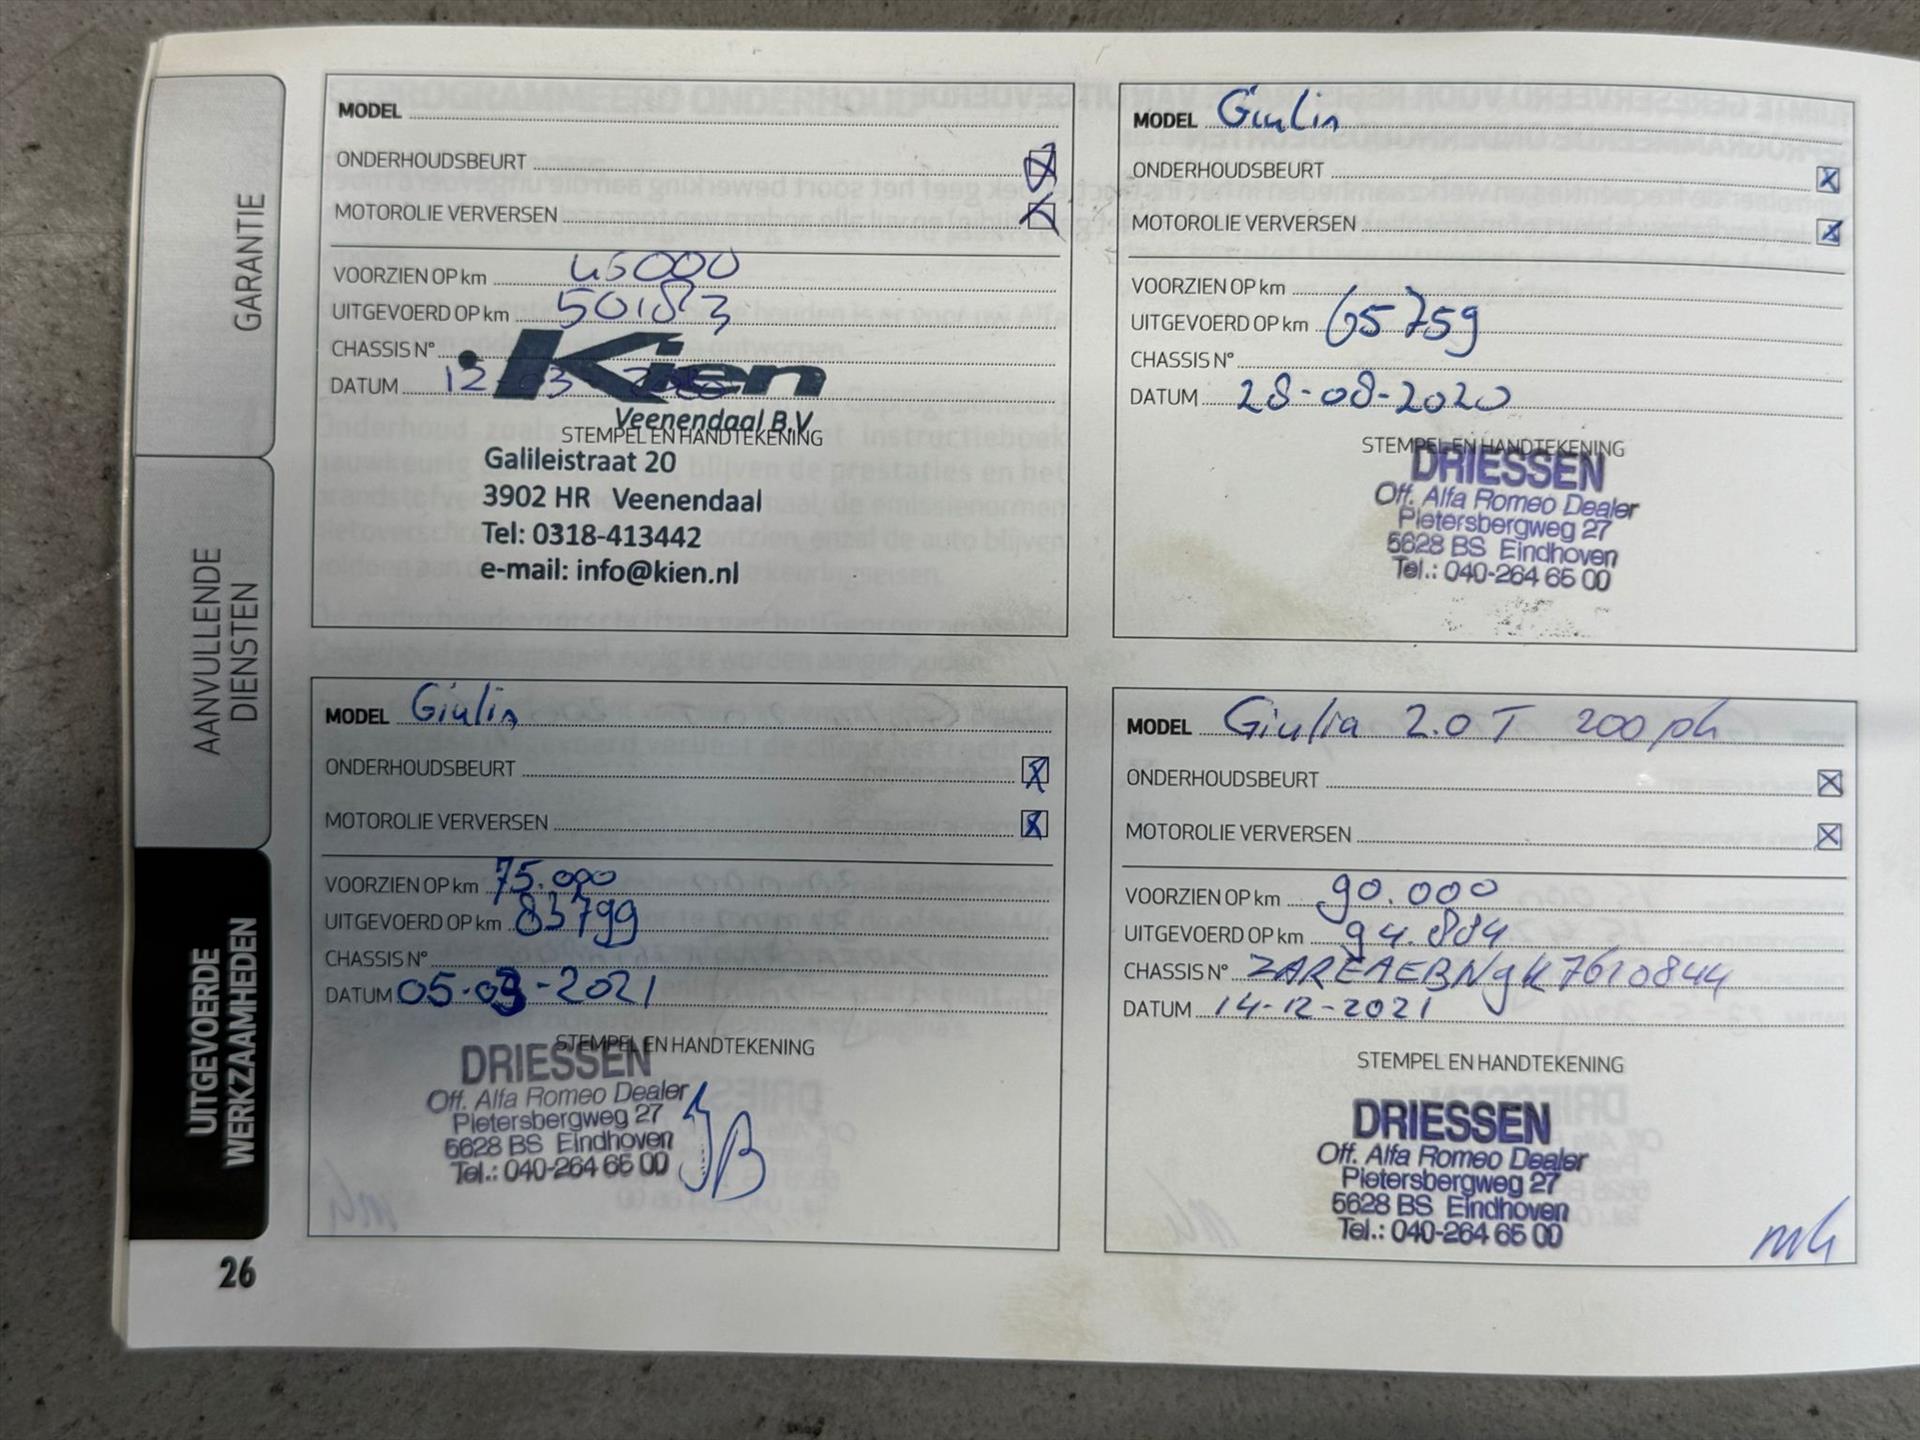 GARANTIE
AANVULLENDE
DIENSTEN
UITGEVOERDE
WERKZAAMHEDEN
26
MODEL
ONDERHOUDSBEURT
MOTOROLIE VERVERSEN
VOORZIEN OP km 45000
UITGEVOERD OP km 50183
CHASSIS N°
DATUM 12 03
Kien
Veenendaal B.V.
STEMPEL EN HANDTEKENING
Galileistraat 20
3902 HR Veenendaal
Tel: 0318-413442
e-mail: info@kien.nl
MODEL Giulia
ONDERHOUDSBEURT
MOTOROLIE VERVERSEN
VOORZIEN OP km
UITGEVOERD OP km 65759
CHASSIS N°
DATUM 28-08-2020
STEMPEL EN HANDTEKENING
DRIESSEN
Off. Alfa Romeo Dealer
Pietersbergweg 27
5628 BS Eindhoven
Tel.: 040-264 65 00
MODEL Giulia
ONDERHOUDSBEURT
MOTOROLIE VERVERSEN
VOORZIEN OP km 75.000
UITGEVOERD OP km 83799
CHASSIS N°
DATUM 05-03-2021
STEMPEL EN HANDTEKENING
DRIESSEN
Off. Alfa Romeo Dealer
Pietersbergweg 27
5628 BS Eindhoven
Tel.: 040-264 65 00
MODEL Giulia 2.0 T 200 pk
ONDERHOUDSBEURT
MOTOROLIE VERVERSEN
VOORZIEN OP km 90.000
UITGEVOERD OP km 94.884
CHASSIS N° ZAREAEBN9K7610844
DATUM 14-12-2021
STEMPEL EN HANDTEKENING
DRIESSEN
Off. Alfa Romeo Dealer
Pietersbergweg 27
5628 BS Eindhoven
Tel.: 040-264 65 00